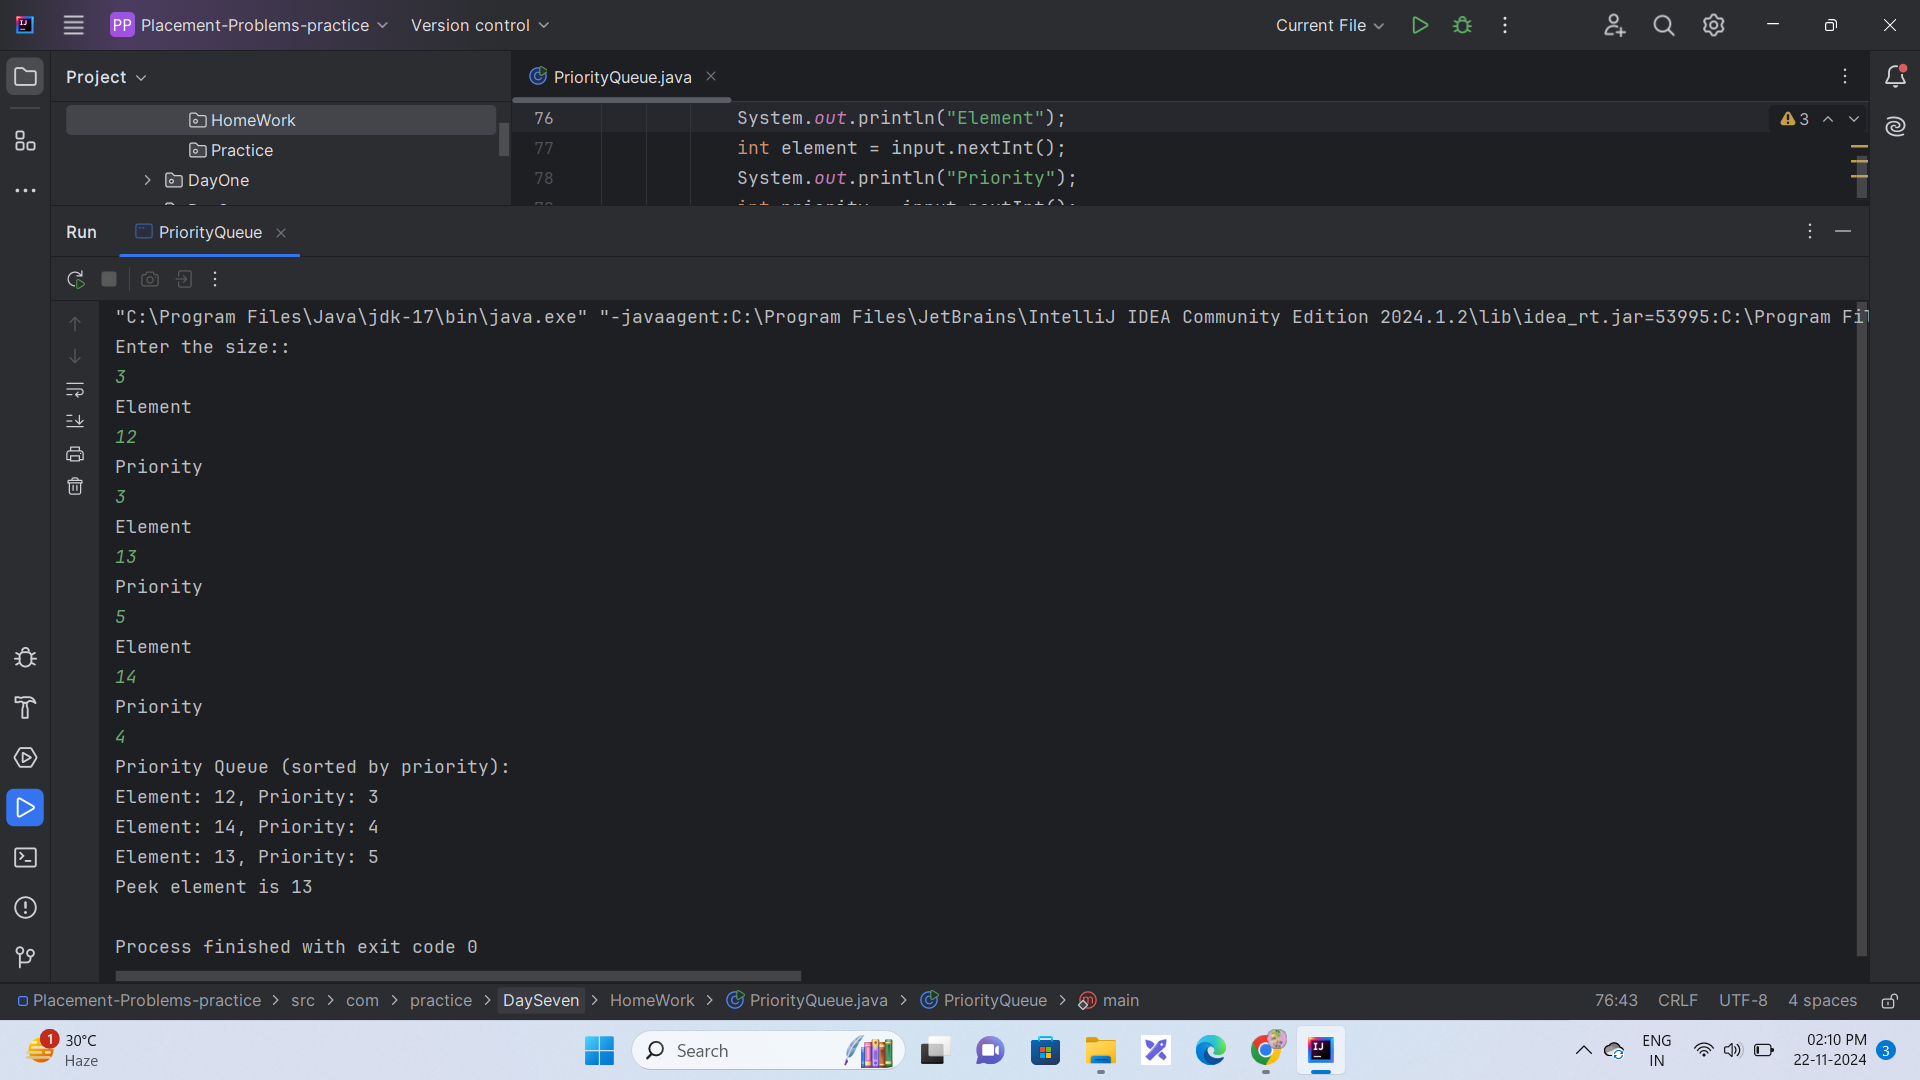 PP Placement-Problems-practice Version control Current File
Project
HomeWork
Practice
DayOne
PriorityQueue.java
76 System.out.println("Element");
77 int element = input.nextInt();
78 System.out.println("Priority");
3
Run PriorityQueue
"C:\Program Files\Java\jdk-17\bin\java.exe" "-javaagent:C:\Program Files\JetBrains\IntelliJ IDEA Community Edition 2024.1.2\lib\idea_rt.jar=53995:C:\Program Fil
Enter the size::
3
Element
12
Priority
3
Element
13
Priority
5
Element
14
Priority
4
Priority Queue (sorted by priority):
Element: 12, Priority: 3
Element: 14, Priority: 4
Element: 13, Priority: 5
Peek element is 13
Process finished with exit code 0
Placement-Problems-practice > src > com > practice > DaySeven > HomeWork > PriorityQueue.java > PriorityQueue > main 76:43 CRLF UTF-8 4 spaces
1 30°C
Haze
Search
ENG
IN
02:10 PM
22-11-2024
3